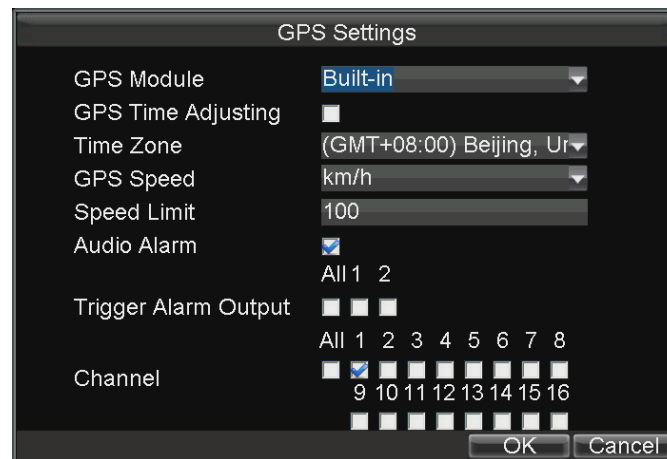 GPS Settings
GPS Module Built-in
GPS Time Adjusting
Time Zone (GMT+08:00) Beijing, Ur
GPS Speed km/h
Speed Limit 100
Audio Alarm
All 1 2
Trigger Alarm Output
All 1 2 3 4 5 6 7 8
Channel
9 10 11 12 13 14 15 16
OK Cancel